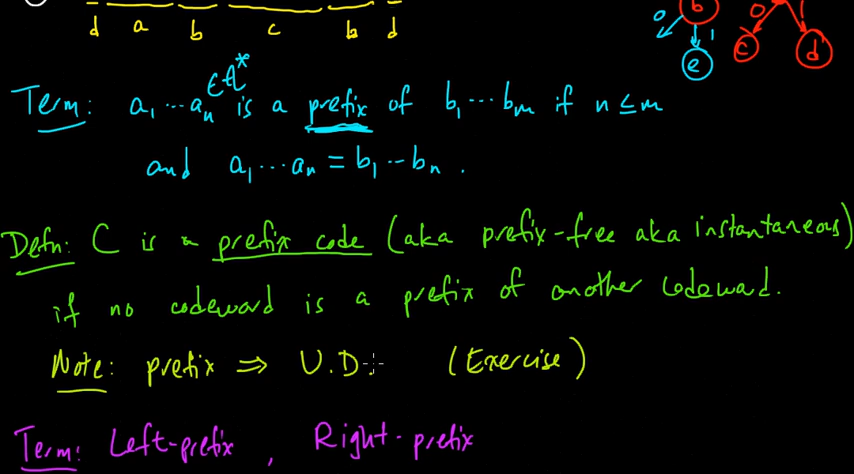 d a b c b d
b
0 1 0 1
e c d
Term: a₁ ⋯ aₙ ∈ A* is a prefix of b₁ ⋯ bₘ if n ≤ m
and a₁ ⋯ aₙ = b₁ ⋯ bₙ .
Defn: C is a prefix code (aka prefix-free aka instantaneous)
if no codeward is a prefix of another codeward.
Note: prefix ⇒ U.D. (Exercise)
Term: Left-prefix , Right-prefix